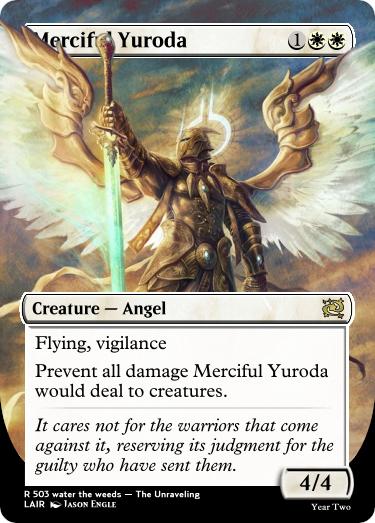 Merciful Yuroda 1
Creature — Angel
Flying, vigilance
Prevent all damage Merciful Yuroda
would deal to creatures.
It cares not for the warriors that come
against it, reserving its judgment for the
guilty who have sent them.
4/4
R 503 water the weeds — The Unraveling
LAIR Jason Engle
Year Two